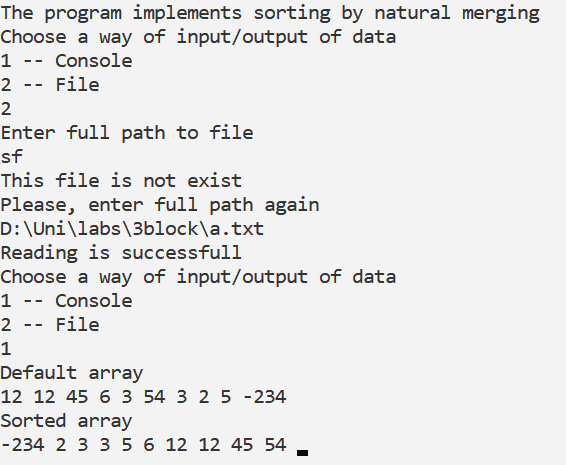 The program implements sorting by natural merging
Choose a way of input/output of data
1 -- Console
2 -- File
2
Enter full path to file
sf
This file is not exist
Please, enter full path again
D:\Uni\labs\3block\a.txt
Reading is successfull
Choose a way of input/output of data
1 -- Console
2 -- File
1
Default array
12 12 45 6 3 54 3 2 5 -234
Sorted array
-234 2 3 3 5 6 12 12 45 54